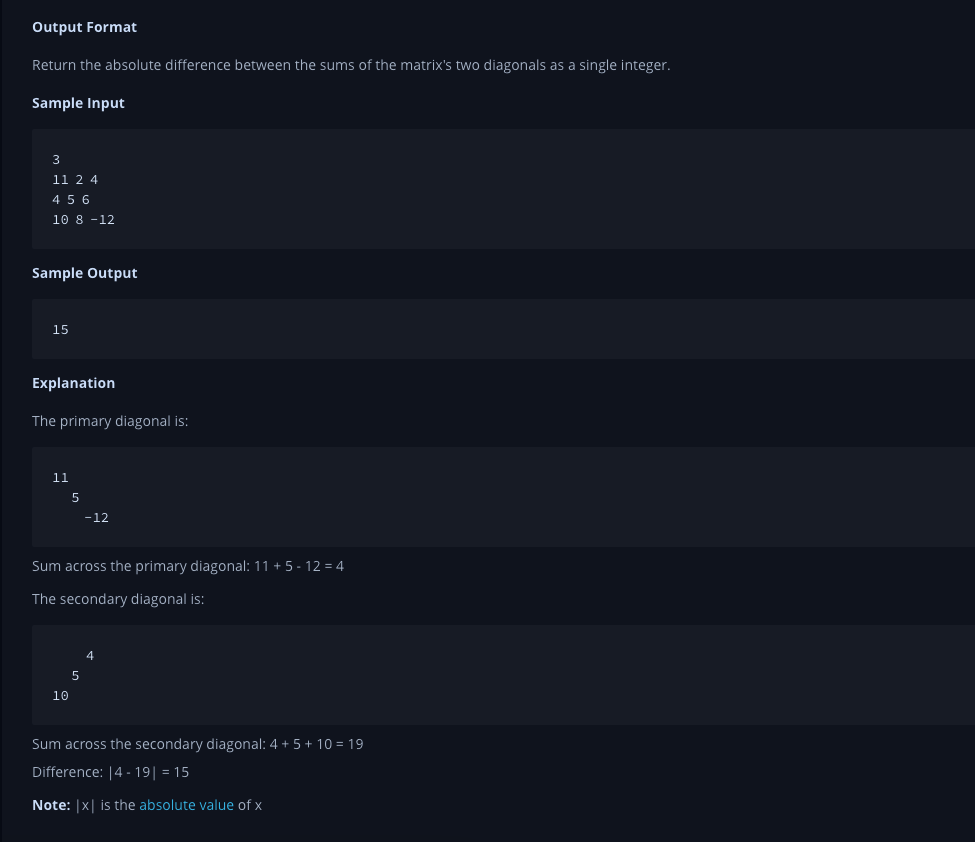 Output Format
Return the absolute difference between the sums of the matrix's two diagonals as a single integer.
Sample Input
3
11 2 4
4 5 6
10 8 -12
Sample Output
15
Explanation
The primary diagonal is:
11
5
-12
Sum across the primary diagonal: 11 + 5 - 12 = 4
The secondary diagonal is:
4
5
10
Sum across the secondary diagonal: 4 + 5 + 10 = 19
Difference: |4 - 19| = 15
Note: |x| is the absolute value of x